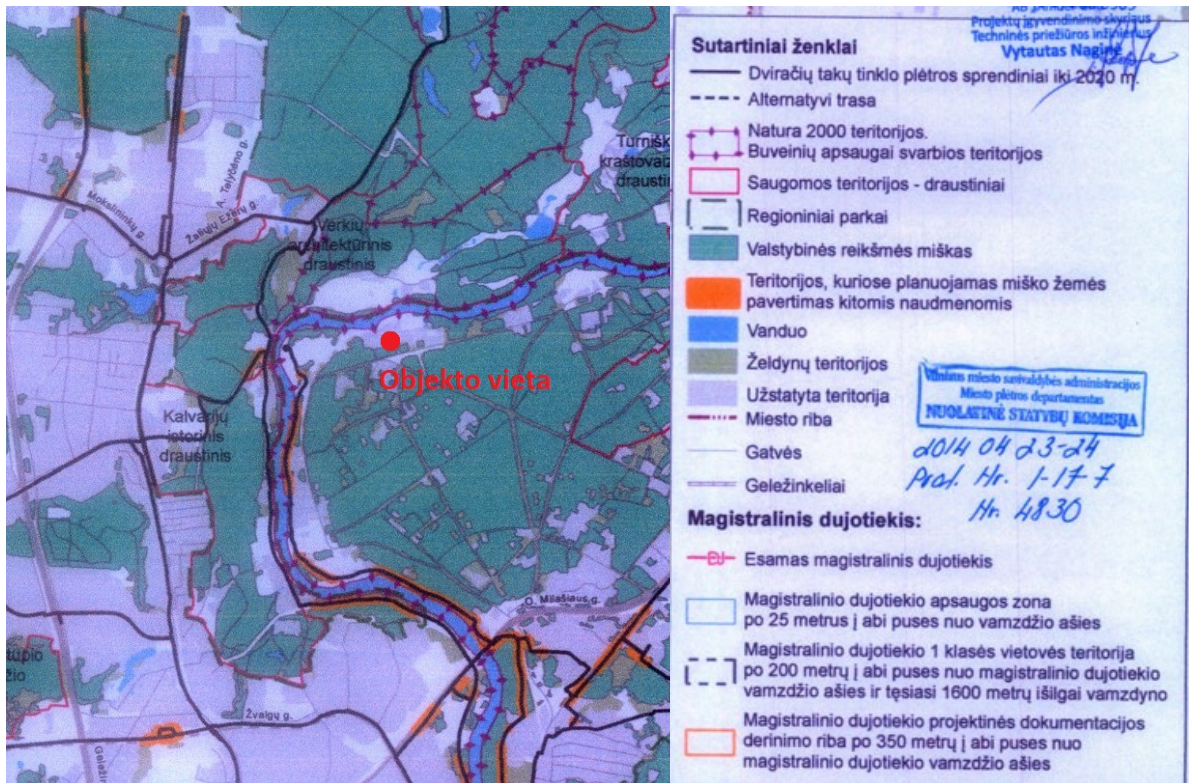 Turnišk
kraštovaiz
draustin
A. Telyčėno g.
Mokslininkų g.
Žaliųjų Ežerų g.
Verkių
architektūrinis
draustinis
Objekto vieta
Kalvarijų
istorinis
draustinis
O. Milašiaus g.
tupio
žio
Žvalgų g.
Projektų įgyvendinimo skyriaus
Techninės priežiūros inžinierius
Vytautas
Sutartiniai ženklai
Dviračių takų tinklo plėtros sprendiniai iki 2020 m.
Alternatyvi trasa
Natura 2000 teritorijos.
Buveinių apsaugai svarbios teritorijos
Saugomos teritorijos - draustiniai
Regioniniai parkai
Valstybinės reikšmės miškas
Teritorijos, kuriose planuojamas miško žemės
pavertimas kitomis naudmenomis
Vanduo
Želdynų teritorijos
Užstatyta teritorija
Miesto riba
Gatvės
Geležinkeliai
Vilniaus miesto savivaldybės administracijos
Miesto plėtros departamentas
NUOLATINĖ STATYBŲ KOMISIJA
2014 04 23-24
Prot. Nr. 1-17-7
Nr. 4830
Magistralinis dujotiekis:
Esamas magistralinis dujotiekis
Magistralinio dujotiekio apsaugos zona
po 25 metrus į abi puses nuo vamzdžio ašies
Magistralinio dujotiekio 1 klasės vietovės teritorija
po 200 metrų į abi puses nuo magistralinio dujotiekio
vamzdžio ašies ir tęsiasi 1600 metrų išilgai vamzdyno
Magistralinio dujotiekio projektinės dokumentacijos
derinimo riba po 350 metrų į abi puses nuo
magistralinio dujotiekio vamzdžio ašies